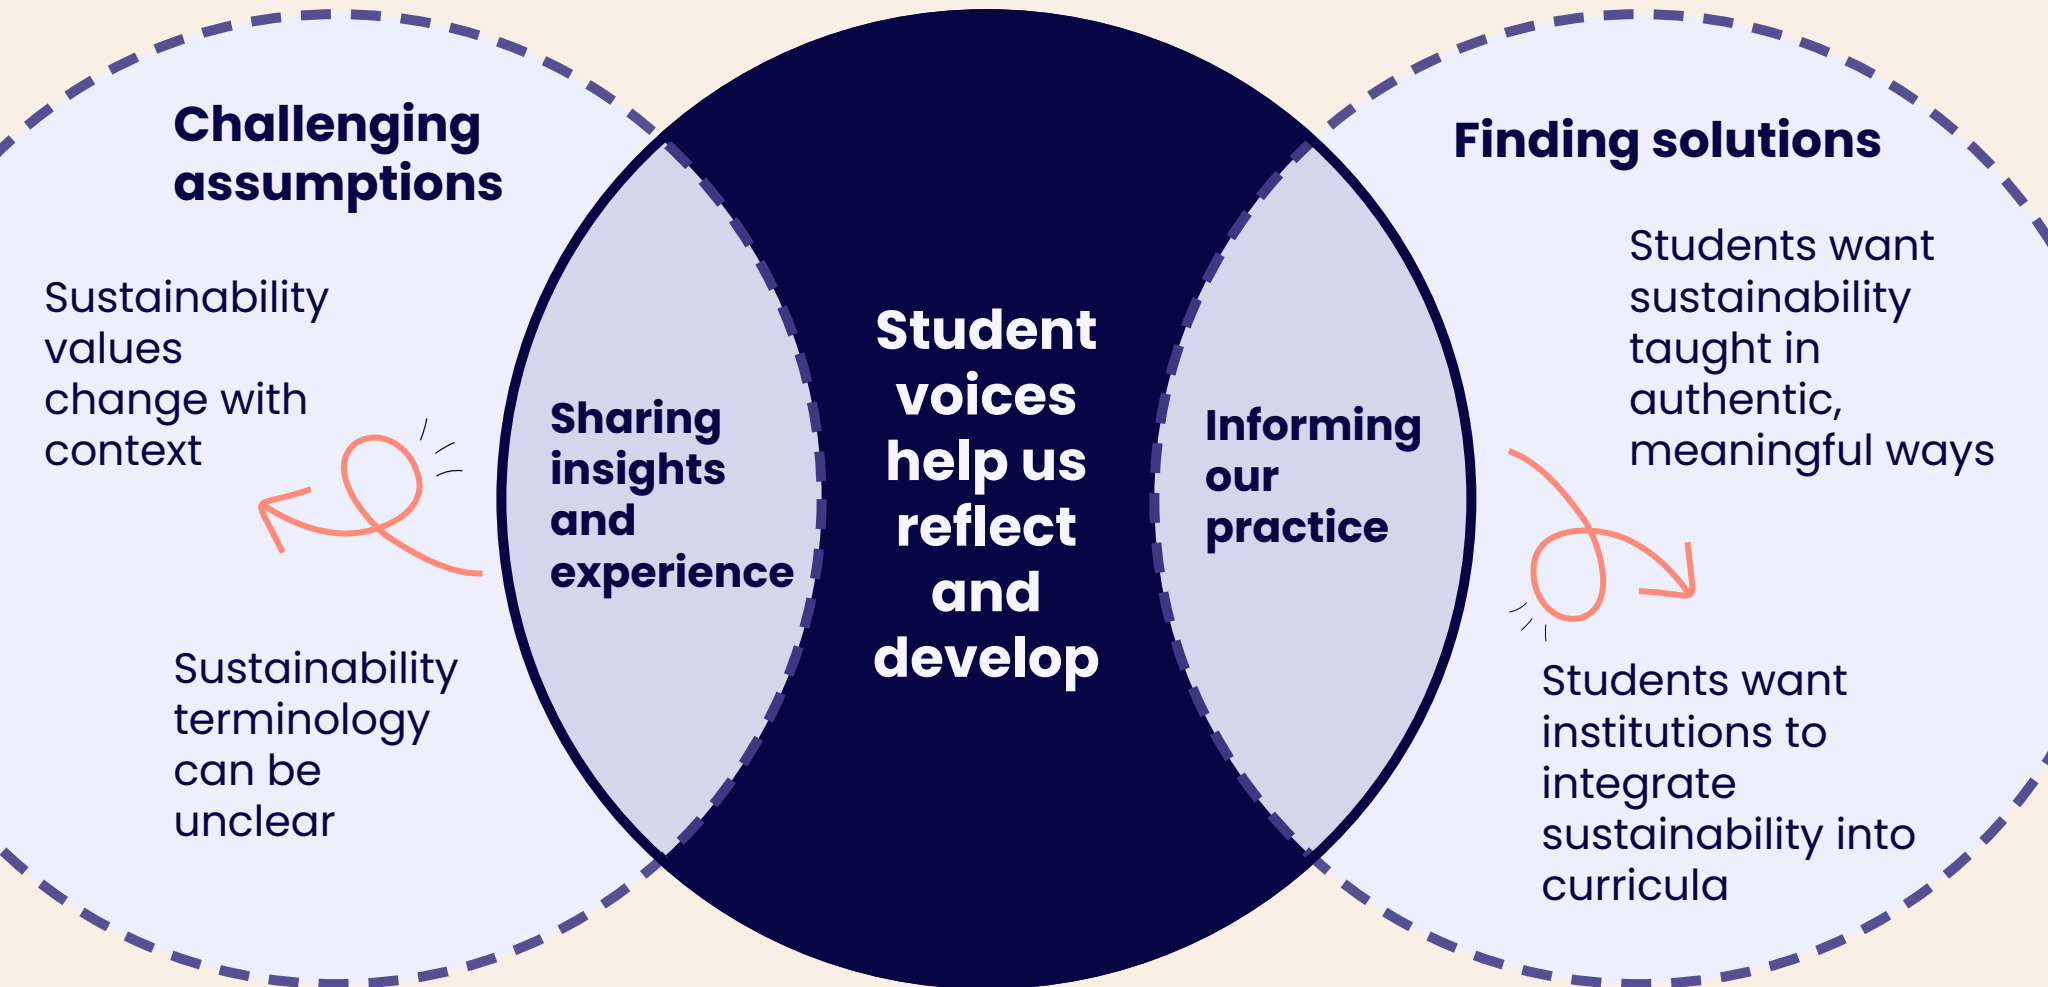 Challenging
assumptions
Sustainability
values
change with
context
Sustainability
terminology
can be
unclear
Sharing
insights
and
experience
Student
voices
help us
reflect
and
develop
Informing
our
practice
Finding solutions
Students want
sustainability
taught in
authentic,
meaningful ways
Students want
institutions to
integrate
sustainability into
curricula